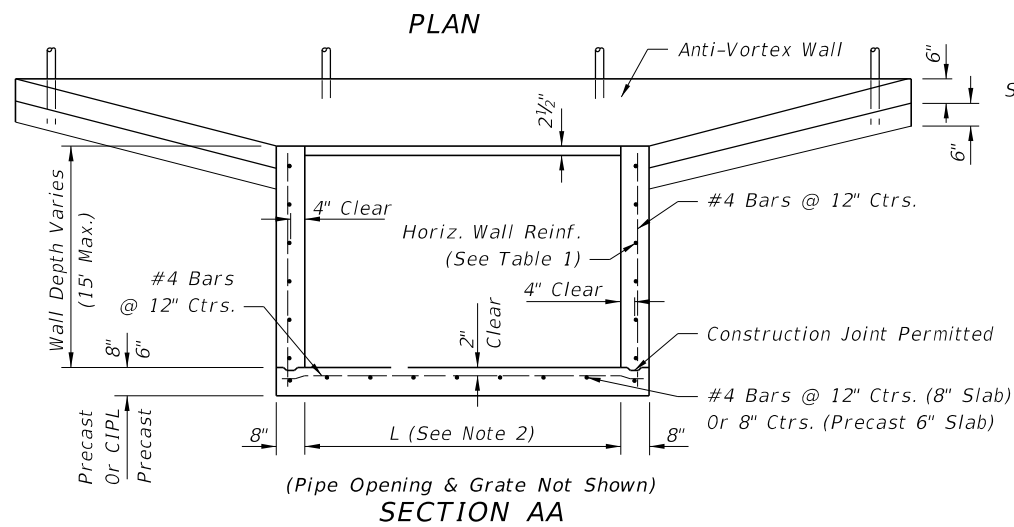 PLAN
Anti-Vortex Wall
6"
S
6"
2½"
Wall Depth Varies
(15' Max.)
4" Clear
Horiz. Wall Reinf.
(See Table 1)
#4 Bars @ 12" Ctrs.
#4 Bars
@ 12" Ctrs.
4" Clear
2"
Clear
Construction Joint Permitted
8"
6"
#4 Bars @ 12" Ctrs. (8" Slab)
Or 8" Ctrs. (Precast 6" Slab)
Precast
Or CIPL
Precast
8"
L (See Note 2)
8"
(Pipe Opening & Grate Not Shown)
SECTION AA